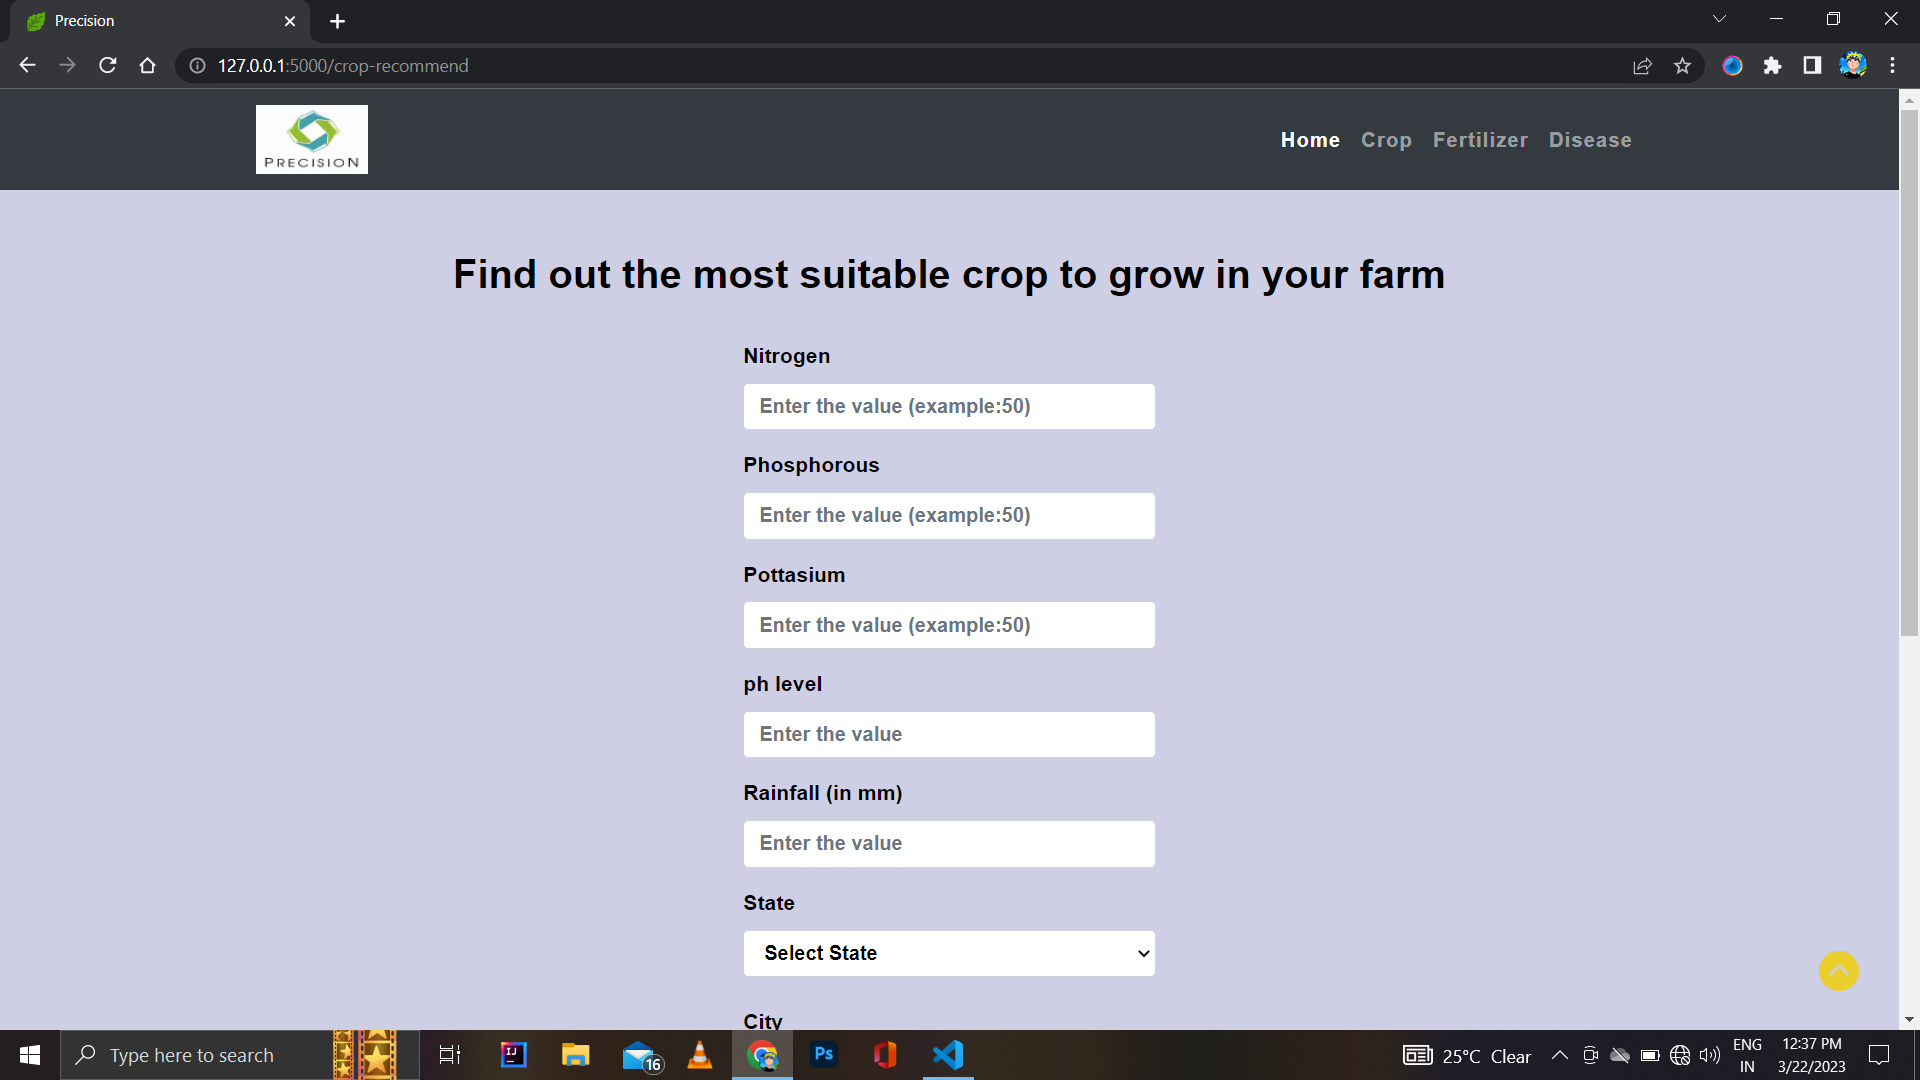 Precision
127.0.0.1:5000/crop-recommend
PRECISION
Home Crop Fertilizer Disease
Find out the most suitable crop to grow in your farm
Nitrogen
Enter the value (example:50)
Phosphorous
Enter the value (example:50)
Pottasium
Enter the value (example:50)
ph level
Enter the value
Rainfall (in mm)
Enter the value
State
Select State
City
Type here to search
IJ
16
Ps
25°C Clear
ENG
IN
12:37 PM
3/22/2023